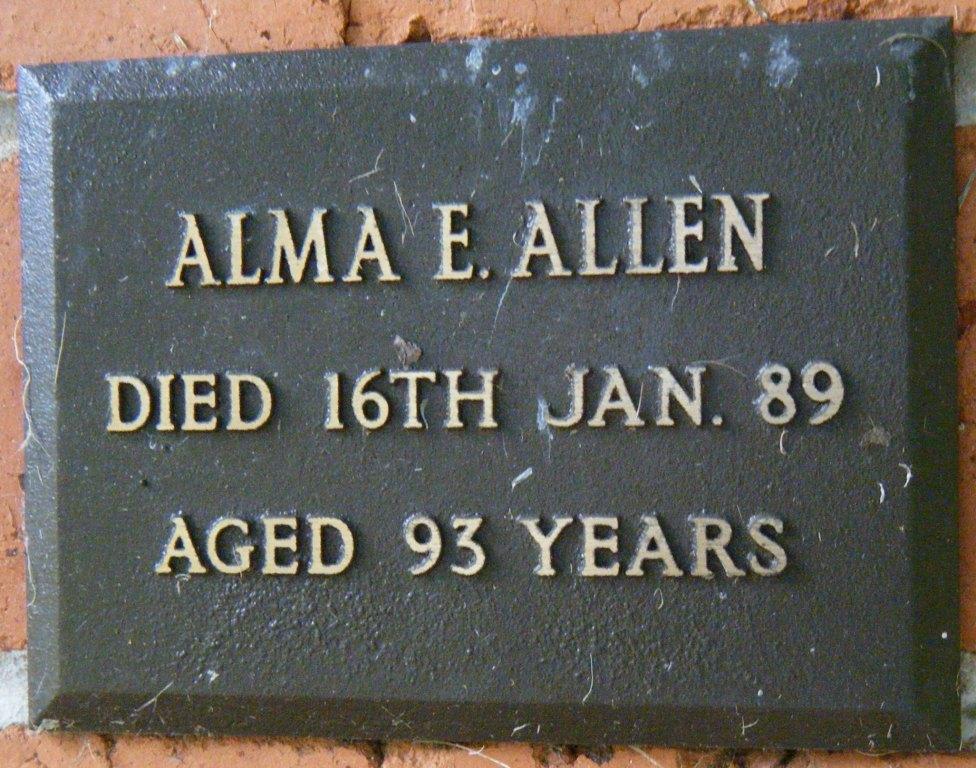 ALMA E. ALLEN
DIED 16TH JAN. 89
AGED 93 YEARS